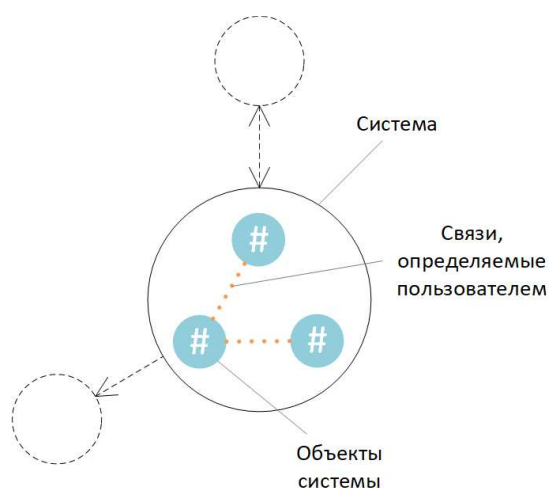 Система
#
Связи,
определяемые
пользователем
#
#
Объекты
системы